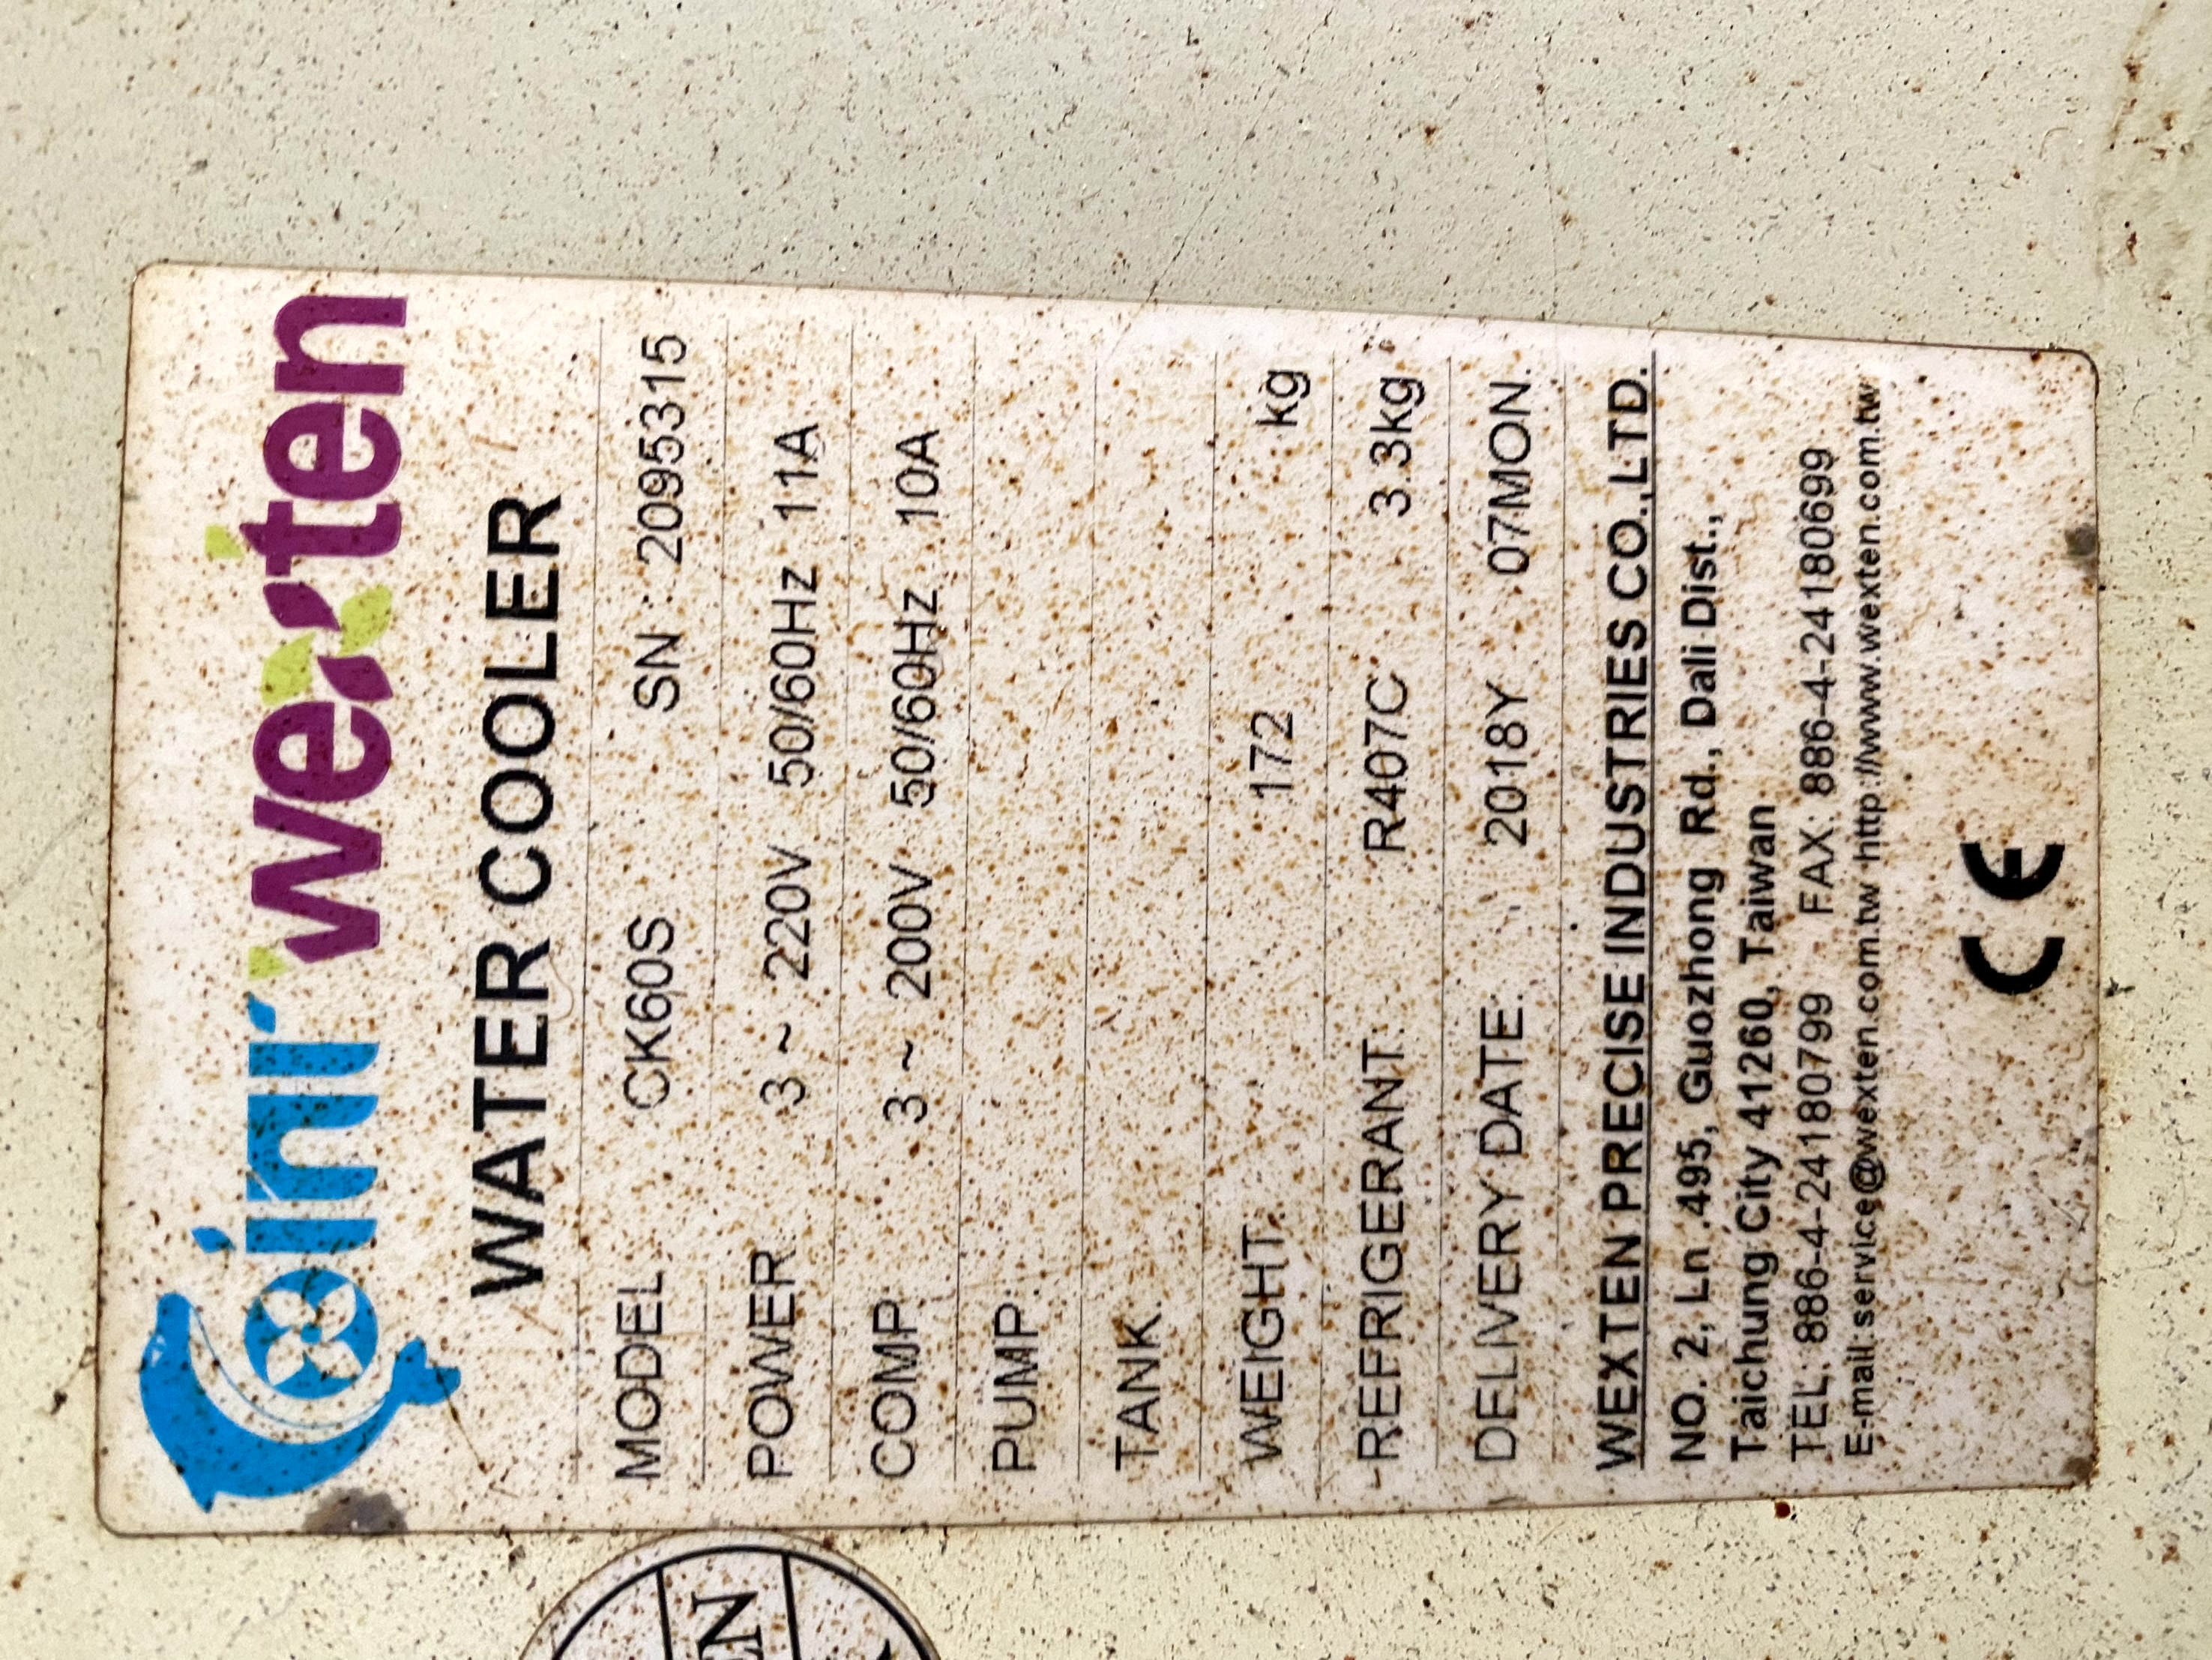 wexten
WATER COOLER
MODEL CK60S SN : 2095315
POWER: 3 ~ 220V 50/60Hz 11A
COMP: 3 ~ 200V 50/60Hz 10A
PUMP:
TANK:
WEIGHT: 172 kg
REFRIGERANT: R407C 3.3kg
DELIVERY DATE: 2018Y 07MON.
WEXTEN PRECISE INDUSTRIES CO.,LTD.
NO. 2, Ln .495, Guozhong Rd., Dali Dist.,
Taichung City 41260, Taiwan
TEL: 886-4-24180799 FAX: 886-4-24180699
E-mail:service@wexten.com.tw http://www.wexten.com.tw
CE